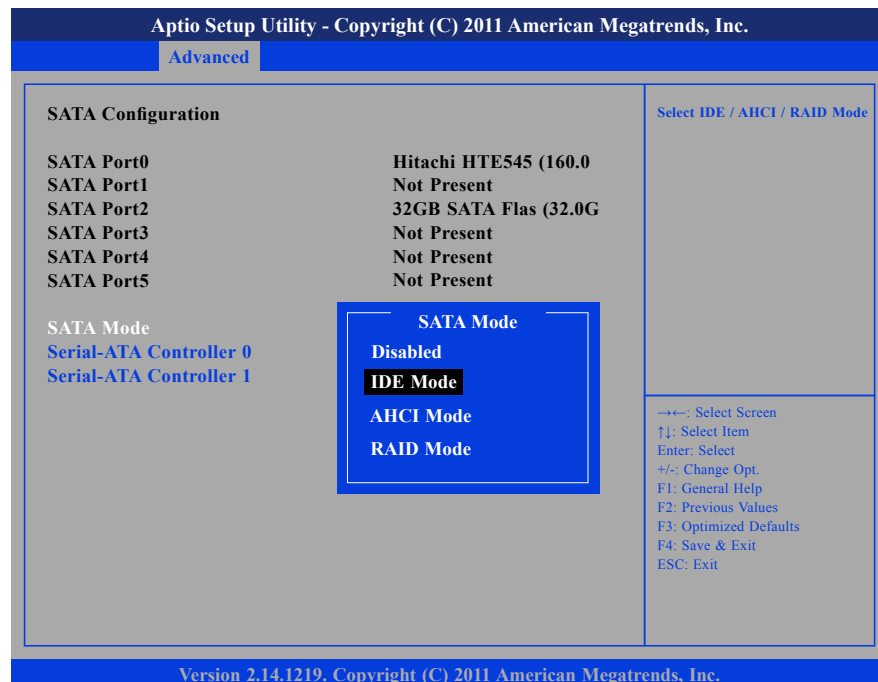 Aptio Setup Utility - Copyright (C) 2011 American Megatrends, Inc.
Advanced
SATA Configuration
SATA Port0 Hitachi HTE545 (160.0
SATA Port1 Not Present
SATA Port2 32GB SATA Flas (32.0G
SATA Port3 Not Present
SATA Port4 Not Present
SATA Port5 Not Present
SATA Mode
Serial-ATA Controller 0
Serial-ATA Controller 1
SATA Mode
Disabled
IDE Mode
AHCI Mode
RAID Mode
Select IDE / AHCI / RAID Mode
→←: Select Screen
↑↓: Select Item
Enter: Select
+/-: Change Opt.
F1: General Help
F2: Previous Values
F3: Optimized Defaults
F4: Save & Exit
ESC: Exit
Version 2.14.1219. Copyright (C) 2011 American Megatrends, Inc.